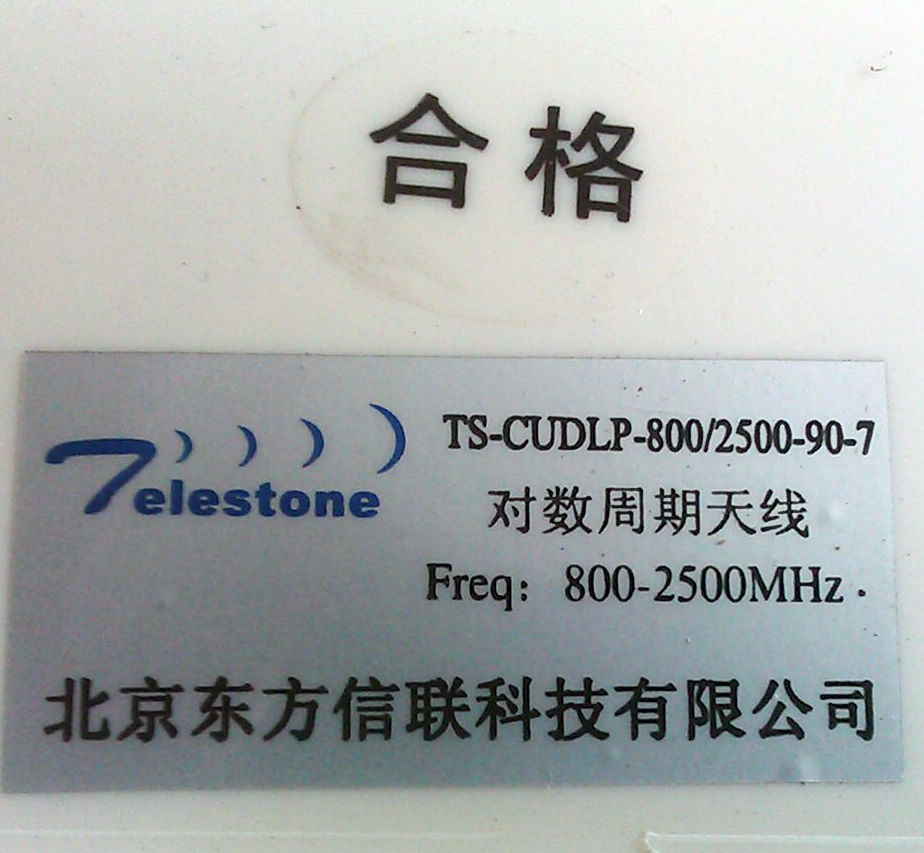 合格
Telestone
TS-CUDLP-800/2500-90-7
对数周期天线
Freq: 800-2500MHz
北京东方信联科技有限公司